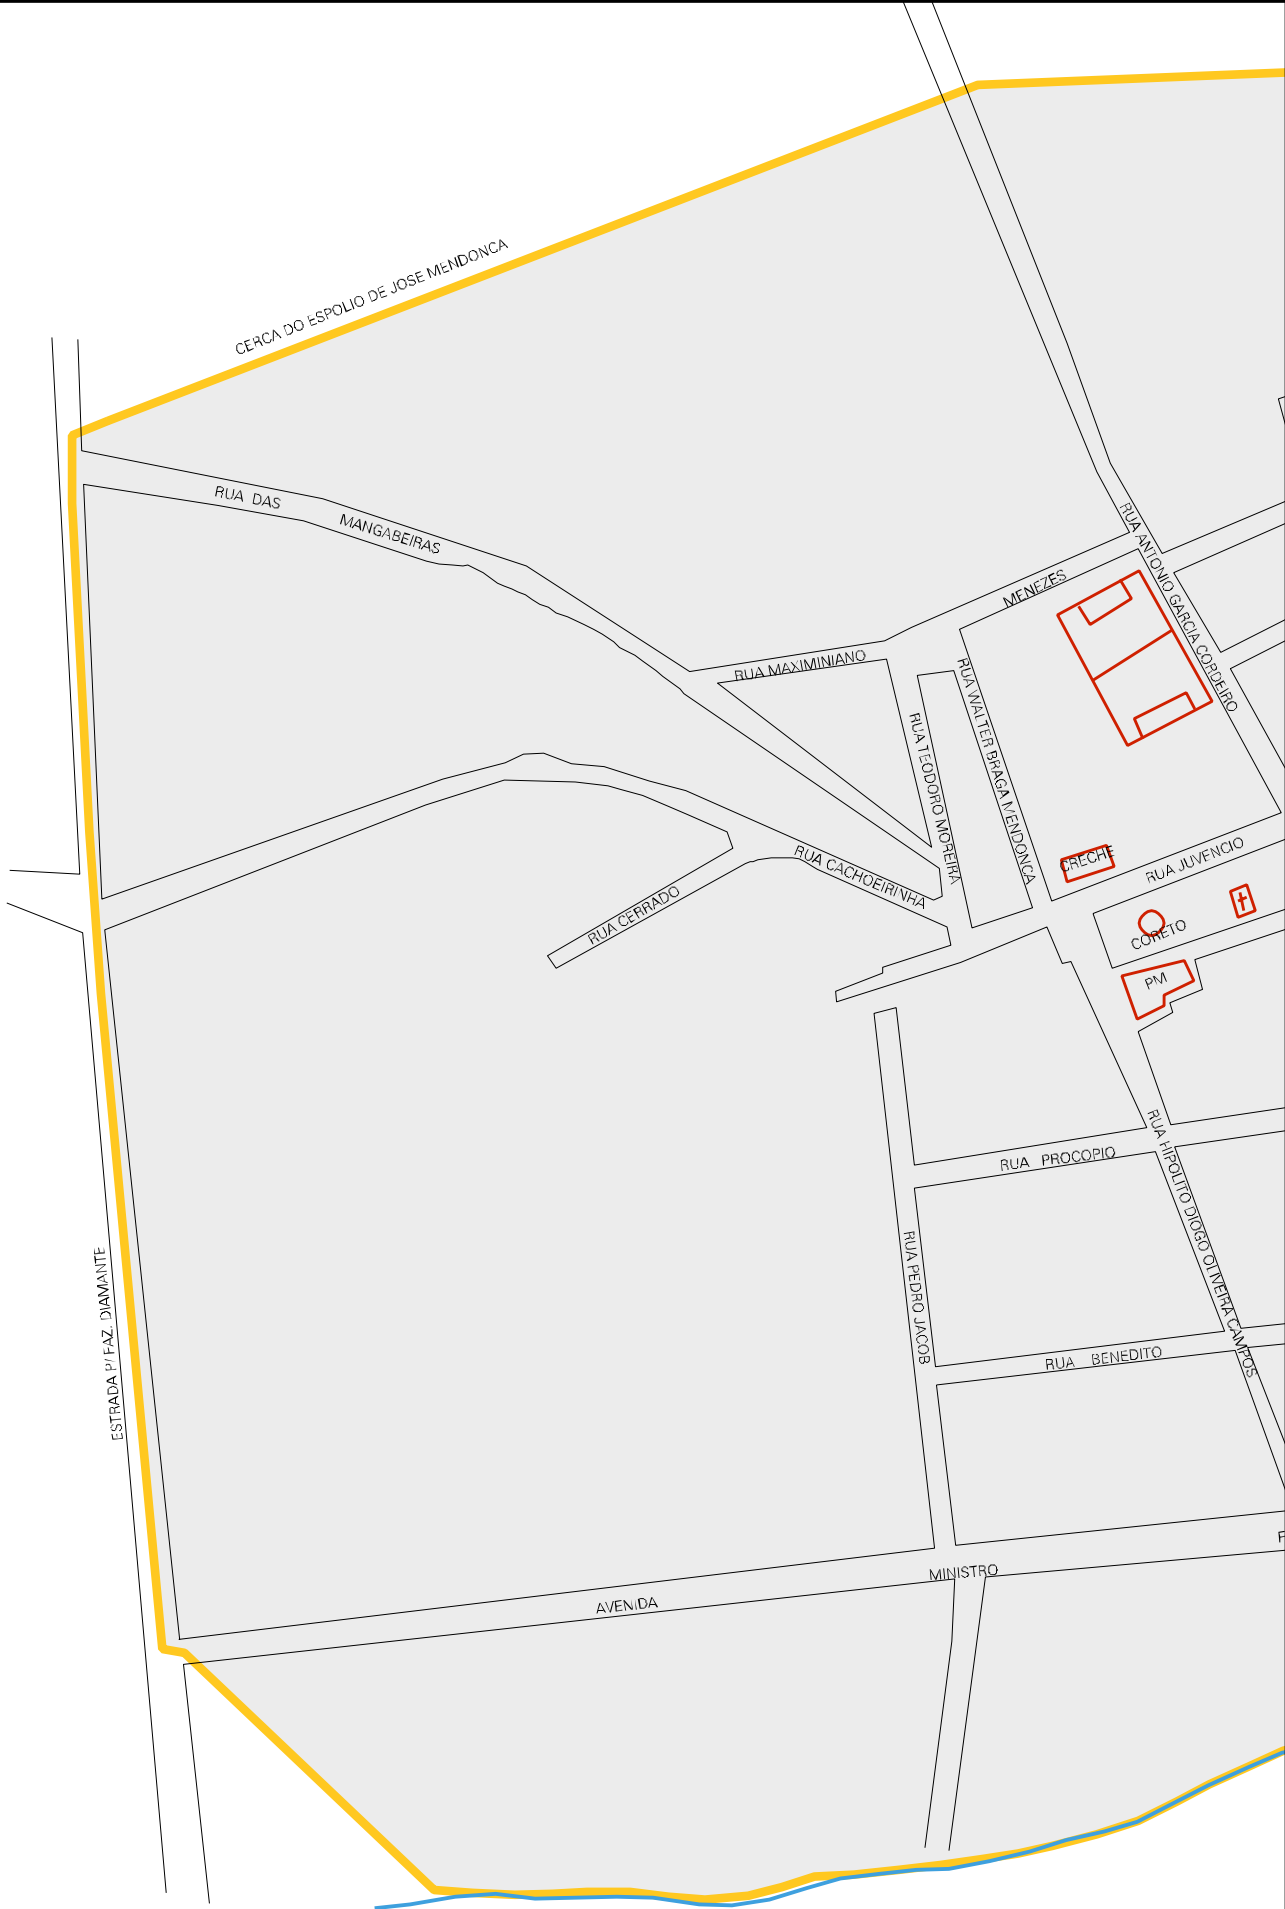 CERCA DO ESPOLIO DE JOSE MENDONCA
RUA DAS
MANGABEIRAS
RUA ANTONIO GARCIA CORDEIRO
MENEZES
RUA MAXIMINIANO
RUA WALTER BRAGA MENDONCA
RUA TEODORO MOREIRA
CRECHE
RUA JUVENCIO
RUA CACHOEIRINHA
RUA CERRADO
CORETO
PM
RUA HIPOLITO DIOGO OLIVEIRA CAMPOS
RUA PROCOPIO
RUA PEDRO JACOB
ESTRADA P/ FAZ. DIAMANTE
RUA BENEDITO
MINISTRO
AVENIDA